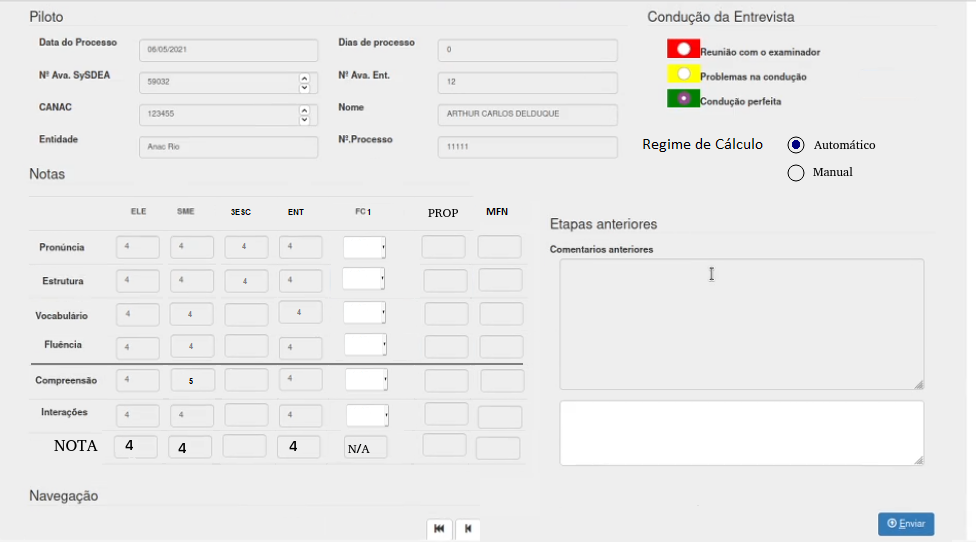 Piloto
Condução da Entrevista
Data do Processo 06/05/2021 Dias de processo 0
Reunião com o examinador
Nº Ava. SySDEA 59032 Nº Ava. Ent. 12
Problemas na condução
CANAC 123455 Nome ARTHUR CARLOS DELDUQUE
Condução perfeita
Entidade Anac Rio Nº.Processo 11111
Regime de Cálculo Automático
Manual
Notas
ELE SME 3ESC ENT FC1 PROP MFN
Etapas anteriores
Pronúncia 4 4 4 4
Comentarios anteriores
Estrutura 4 4 4 4
Vocabulário 4 4 4
Fluência 4 4 4
Compreensão 4 5 4
Interações 4 4 4
NOTA 4 4 4 N/A
Navegação
Enviar